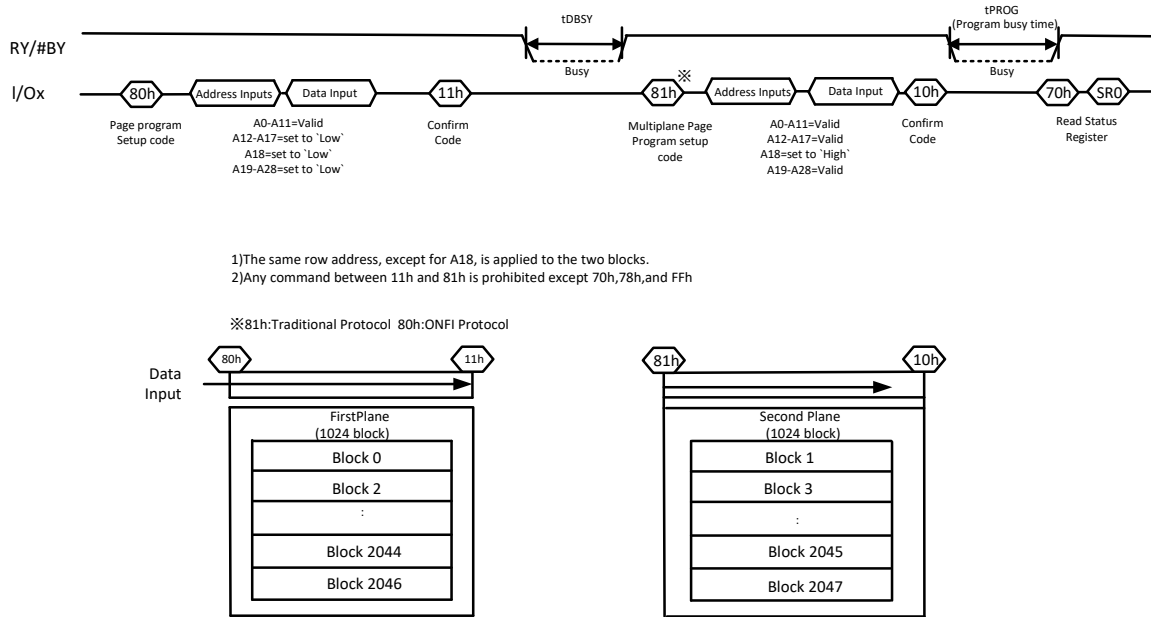 tDBSY
tPROG
(Program busy time)
RY/#BY
Busy
Busy
I/Ox
80h
Address Inputs
Data Input
11h
81h
※
Address Inputs
Data Input
10h
70h
SR0
Page program
Setup code
A0-A11=Valid
A12-A17=set to `Low`
A18=set to `Low`
A19-A28=set to `Low`
Confirm
Code
Multiplane Page
Program setup
code
A0-A11=Valid
A12-A17=Valid
A18=set to `High`
A19-A28=Valid
Confirm
Code
Read Status
Register
1)The same row address, except for A18, is applied to the two blocks.
2)Any command between 11h and 81h is prohibited except 70h,78h,and FFh
※81h:Traditional Protocol 80h:ONFI Protocol
80h
11h
81h
10h
Data
Input
FirstPlane
(1024 block)
Block 0
Block 2
:
Block 2044
Block 2046
Second Plane
(1024 block)
Block 1
Block 3
:
Block 2045
Block 2047